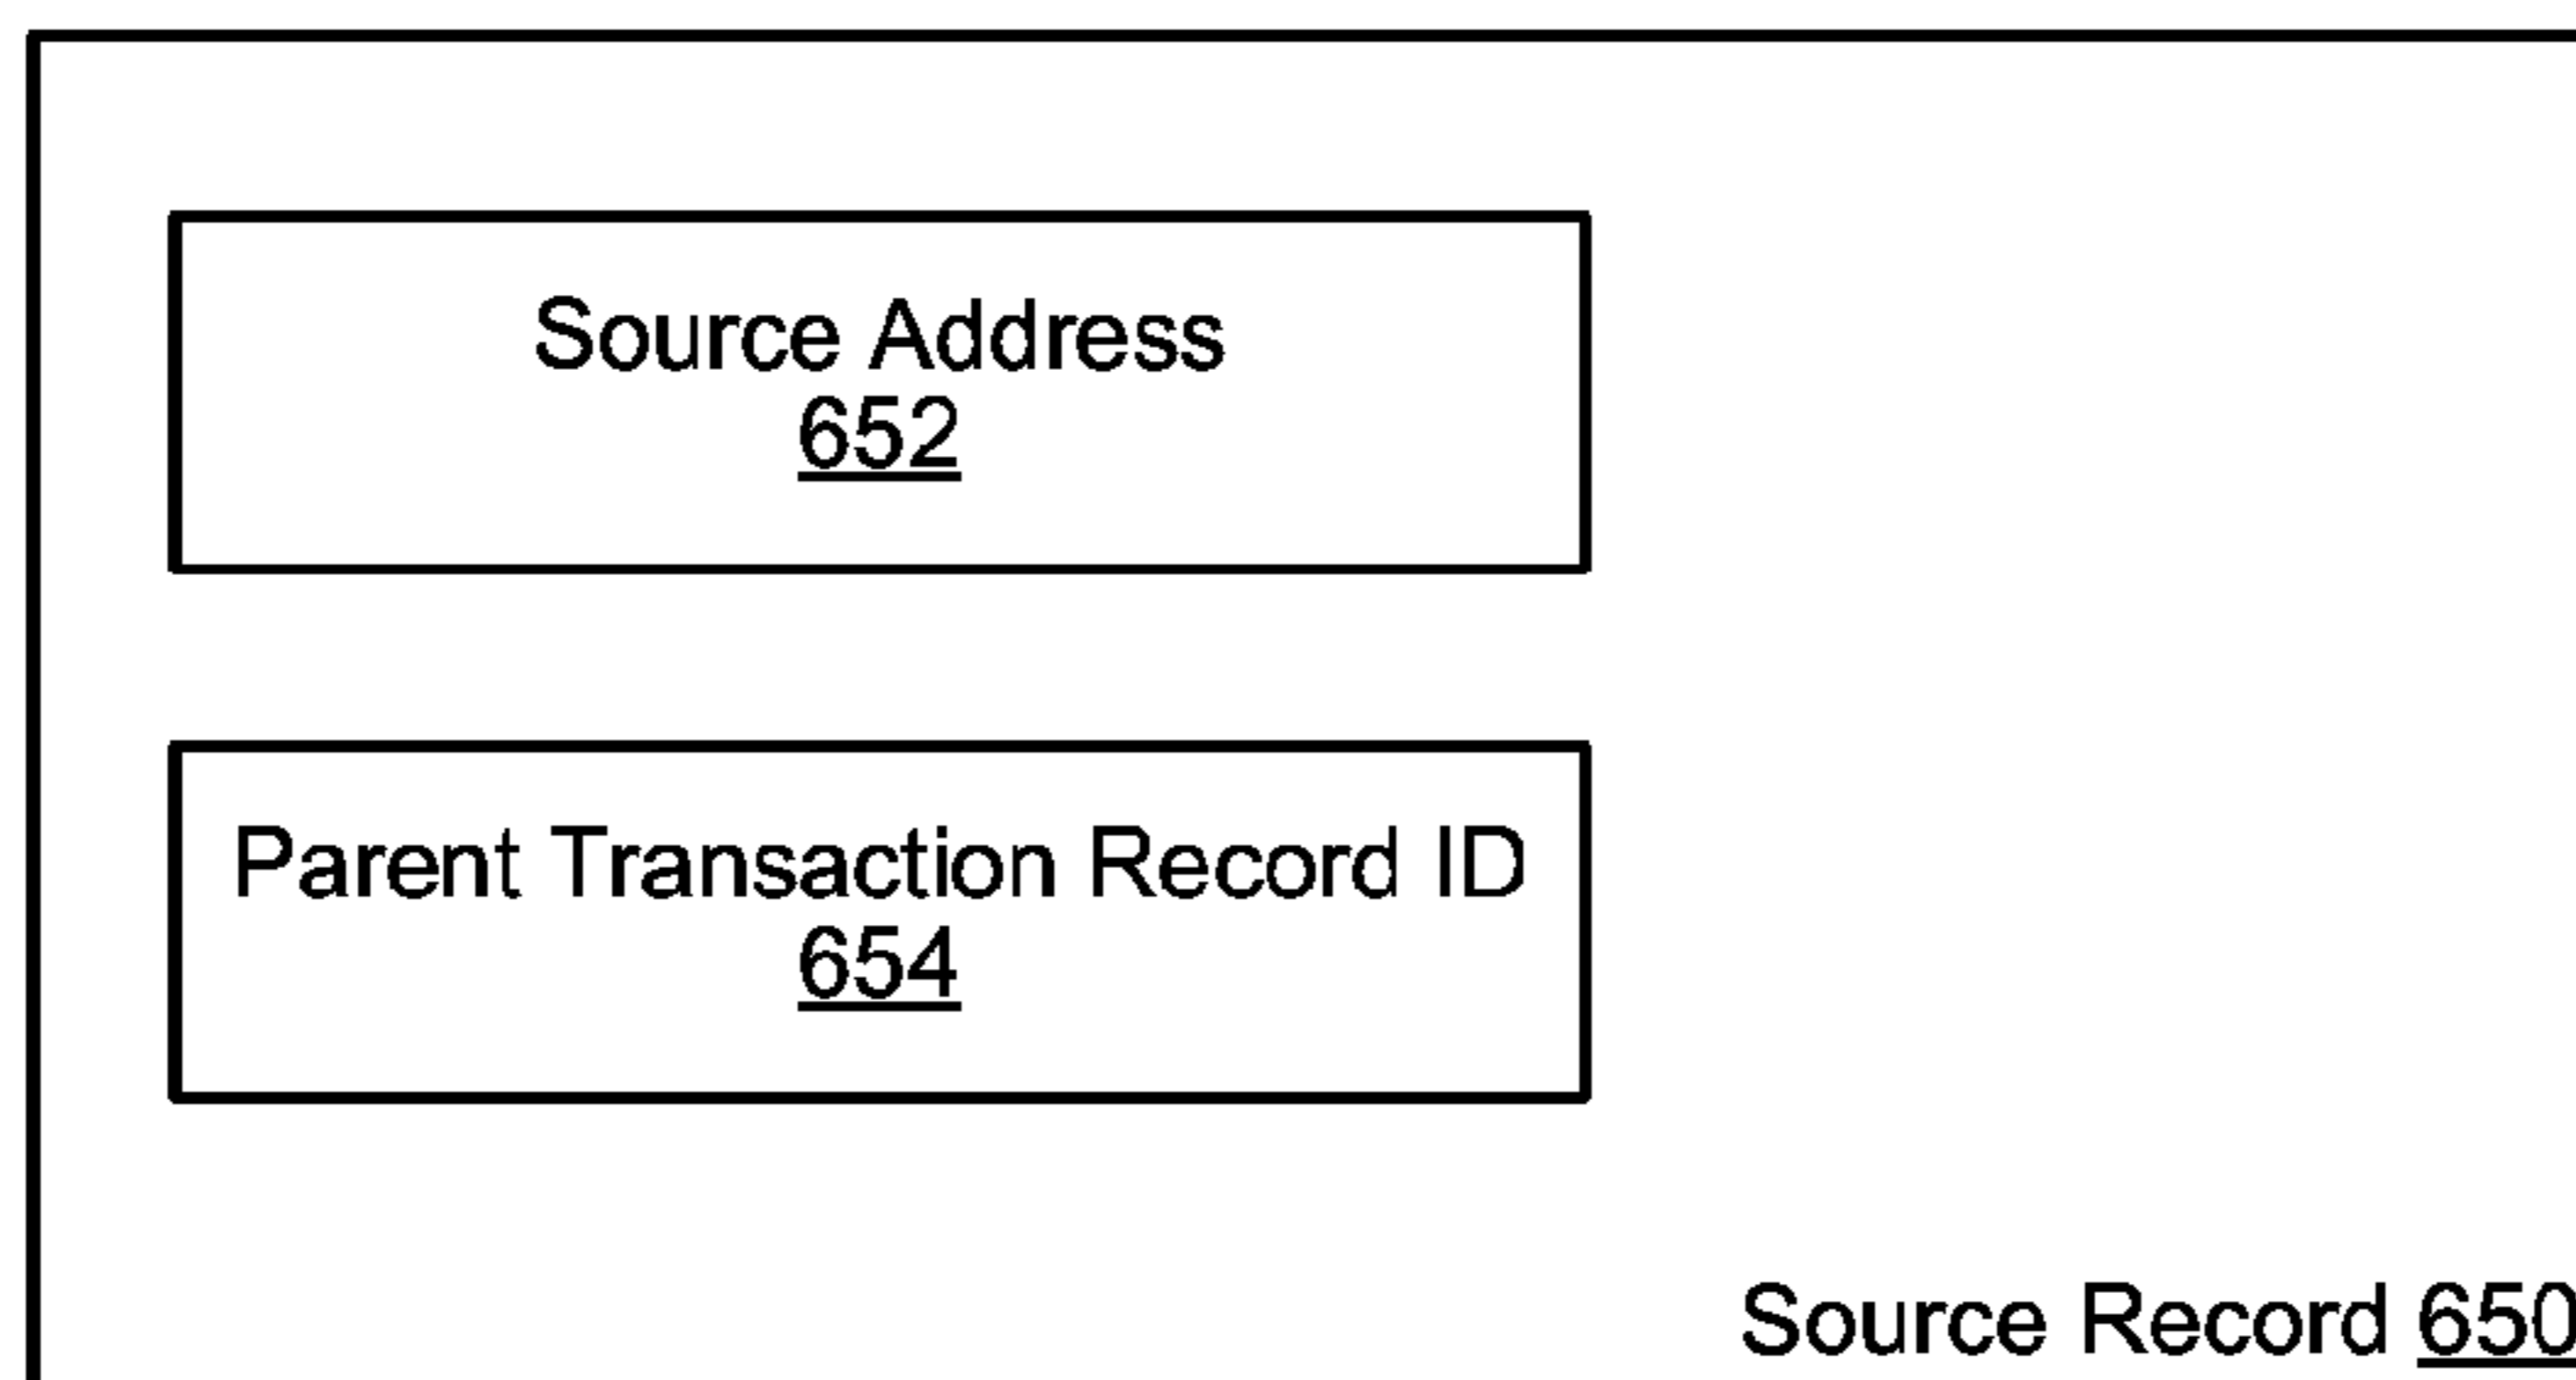 Source Address
652
Parent Transaction Record ID
654
Source Record 650